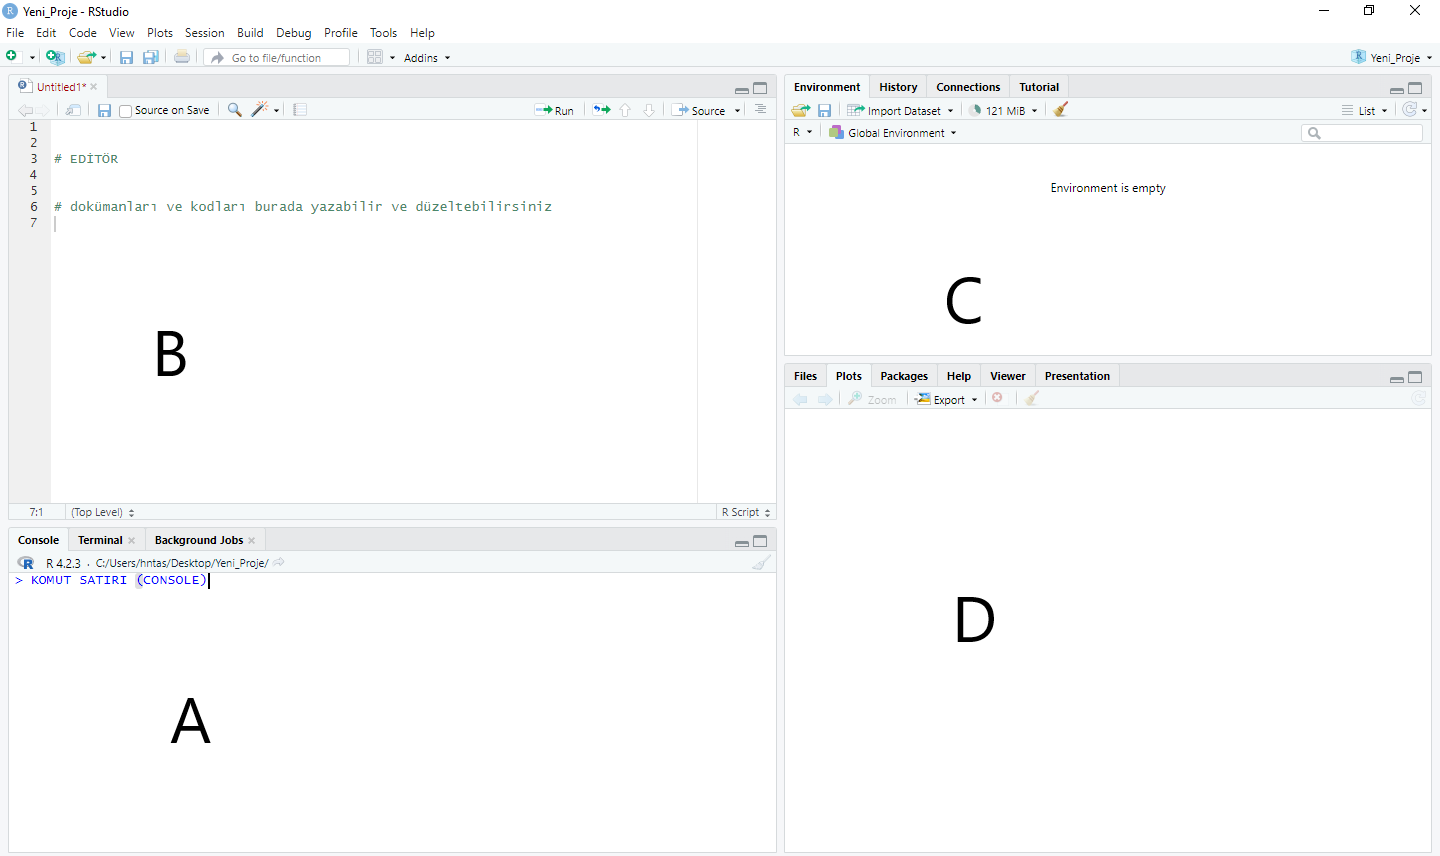 Yeni_Proje - RStudio
File Edit Code View Plots Session Build Debug Profile Tools Help
Go to file/function Addins Yeni_Proje
Untitled1*
Source on Save Run Source
1
2
3 # EDİTÖR
4
5
6 # dokümanları ve kodları burada yazabilir ve düzeltebilirsiniz
7
B
7:1 (Top Level) R Script
Console Terminal Background Jobs
R 4.2.3 · C:/Users/hntas/Desktop/Yeni_Proje/
> KOMUT SATIRI (CONSOLE)
A
Environment History Connections Tutorial
Import Dataset 121 MiB List
R Global Environment
Environment is empty
C
Files Plots Packages Help Viewer Presentation
Zoom Export
D